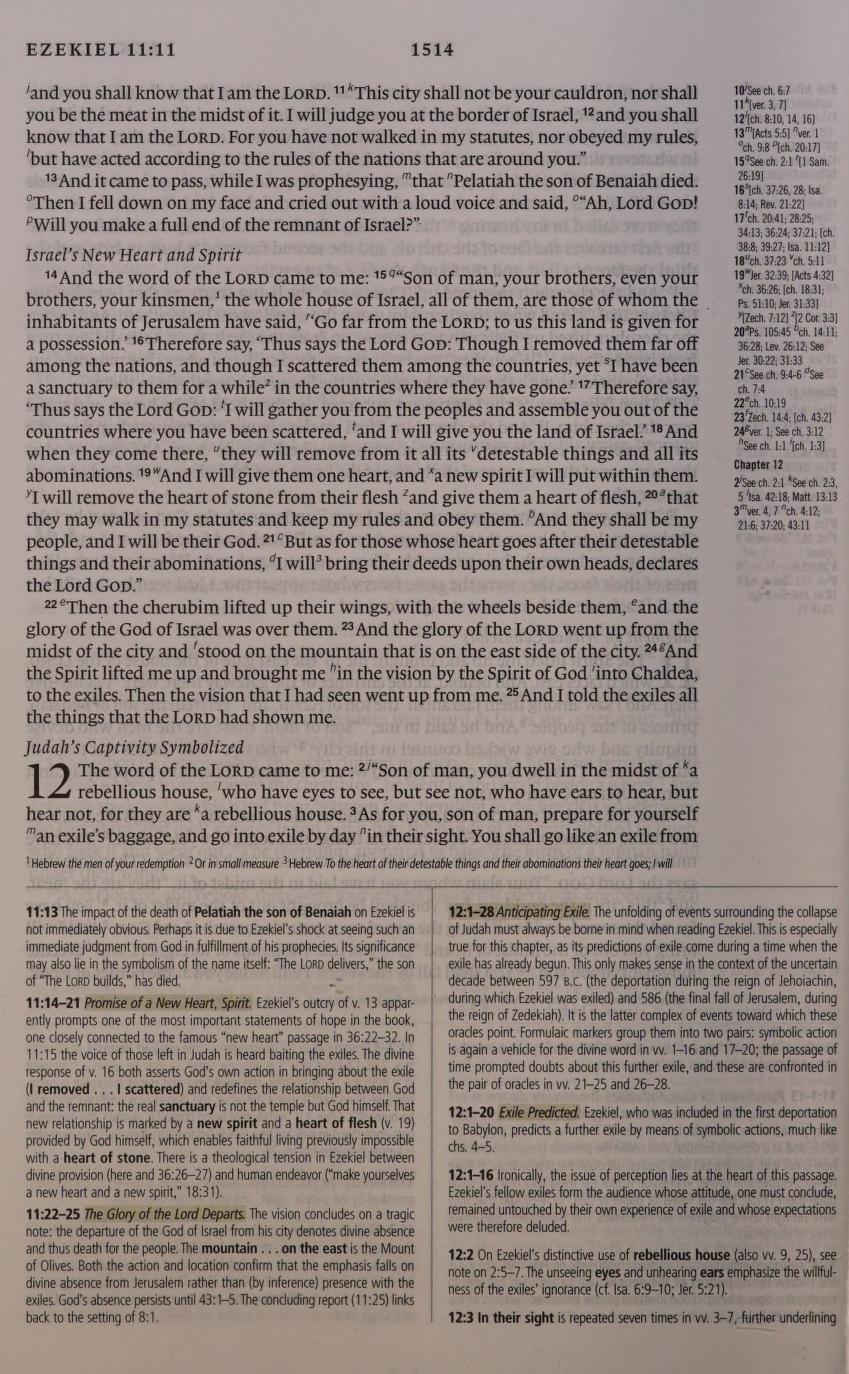 EZEKIEL 11:11
1514
iand you shall know that I am the LORD. 11 kThis city shall not be your cauldron, nor shall
you be the meat in the midst of it. I will judge you at the border of Israel, 12 and you shall
know that I am the LORD. For you have not walked in my statutes, nor obeyed my rules,
lbut have acted according to the rules of the nations that are around you.”
13 And it came to pass, while I was prophesying, mthat nPelatiah the son of Benaiah died.
oThen I fell down on my face and cried out with a loud voice and said, o“Ah, Lord GOD!
pWill you make a full end of the remnant of Israel?”
Israel's New Heart and Spirit
14 And the word of the LORD came to me: 15 q“Son of man, your brothers, even your
brothers, your kinsmen,1 the whole house of Israel, all of them, are those of whom the
inhabitants of Jerusalem have said, r‘Go far from the LORD; to us this land is given for
a possession.’ 16 Therefore say, ‘Thus says the Lord GOD: Though I removed them far off
among the nations, and though I scattered them among the countries, yet sI have been
a sanctuary to them for a while2 in the countries where they have gone.’ 17 Therefore say,
‘Thus says the Lord GOD: tI will gather you from the peoples and assemble you out of the
countries where you have been scattered, tand I will give you the land of Israel.’ 18 And
when they come there, uthey will remove from it all its vdetestable things and all its
abominations. 19 wAnd I will give them one heart, and xa new spirit I will put within them.
yI will remove the heart of stone from their flesh zand give them a heart of flesh, 20 athat
they may walk in my statutes and keep my rules and obey them. bAnd they shall be my
people, and I will be their God. 21 cBut as for those whose heart goes after their detestable
things and their abominations, dI will3 bring their deeds upon their own heads, declares
the Lord GOD.”
22 eThen the cherubim lifted up their wings, with the wheels beside them, eand the
glory of the God of Israel was over them. 23 And the glory of the LORD went up from the
midst of the city and fstood on the mountain that is on the east side of the city. 24 gAnd
the Spirit lifted me up and brought me hin the vision by the Spirit of God iinto Chaldea,
to the exiles. Then the vision that I had seen went up from me. 25 And I told the exiles all
the things that the LORD had shown me.
Judah's Captivity Symbolized
12 The word of the LORD came to me: 2 j“Son of man, you dwell in the midst of ka
rebellious house, lwho have eyes to see, but see not, who have ears to hear, but
hear not, for they are ka rebellious house. 3 As for you, son of man, prepare for yourself
man exile's baggage, and go into exile by day nin their sight. You shall go like an exile from
1 Hebrew the men of your redemption 2 Or in small measure 3 Hebrew To the heart of their detestable things and their abominations their heart goes; I will
10 jSee ch. 6:7
11 k[ver. 3, 7]
12 l[ch. 8:10, 14, 16]
13 m[Acts 5:5] nver. 1
och. 9:8 p[ch. 20:17]
15 qSee ch. 2:1 r[1 Sam.
26:19]
16 s[ch. 37:26, 28; Isa.
8:14; Rev. 21:22]
17 tch. 20:41; 28:25;
34:13; 36:24; 37:21; [ch.
38:8; 39:27; Isa. 11:12]
18 uch. 37:23 vch. 5:11
19 wJer. 32:39; [Acts 4:32]
xch. 36:26; [ch. 18:31;
Ps. 51:10; Jer. 31:33]
y[Zech. 7:12] z[2 Cor. 3:3]
20 aPs. 105:45 bch. 14:11;
36:28; Lev. 26:12; See
Jer. 30:22; 31:33
21 cSee ch. 9:4-6 dSee
ch. 7:4
22 ech. 10:19
23 fZech. 14:4; [ch. 43:2]
24 gver. 1; See ch. 3:12
hSee ch. 1:1 i[ch. 1:3]
Chapter 12
2 jSee ch. 2:1 kSee ch. 2:3,
5 lIsa. 42:18; Matt. 13:13
3 mver. 4, 7 nch. 4:12;
21:6; 37:20; 43:11
11:13 The impact of the death of Pelatiah the son of Benaiah on Ezekiel is
not immediately obvious. Perhaps it is due to Ezekiel's shock at seeing such an
immediate judgment from God in fulfillment of his prophecies. Its significance
may also lie in the symbolism of the name itself: “The LORD delivers,” the son
of “The LORD builds,” has died.
11:14–21 Promise of a New Heart, Spirit. Ezekiel's outcry of v. 13 appar-
ently prompts one of the most important statements of hope in the book,
one closely connected to the famous “new heart” passage in 36:22–32. In
11:15 the voice of those left in Judah is heard baiting the exiles. The divine
response of v. 16 both asserts God's own action in bringing about the exile
(I removed . . . I scattered) and redefines the relationship between God
and the remnant: the real sanctuary is not the temple but God himself. That
new relationship is marked by a new spirit and a heart of flesh (v. 19)
provided by God himself, which enables faithful living previously impossible
with a heart of stone. There is a theological tension in Ezekiel between
divine provision (here and 36:26–27) and human endeavor (“make yourselves
a new heart and a new spirit,” 18:31).
11:22–25 The Glory of the Lord Departs. The vision concludes on a tragic
note: the departure of the God of Israel from his city denotes divine absence
and thus death for the people. The mountain . . . on the east is the Mount
of Olives. Both the action and location confirm that the emphasis falls on
divine absence from Jerusalem rather than (by inference) presence with the
exiles. God's absence persists until 43:1–5. The concluding report (11:25) links
back to the setting of 8:1.
12:1–28 Anticipating Exile. The unfolding of events surrounding the collapse
of Judah must always be borne in mind when reading Ezekiel. This is especially
true for this chapter, as its predictions of exile come during a time when the
exile has already begun. This only makes sense in the context of the uncertain
decade between 597 B.C. (the deportation during the reign of Jehoiachin,
during which Ezekiel was exiled) and 586 (the final fall of Jerusalem, during
the reign of Zedekiah). It is the latter complex of events toward which these
oracles point. Formulaic markers group them into two pairs: symbolic action
is again a vehicle for the divine word in vv. 1–16 and 17–20; the passage of
time prompted doubts about this further exile, and these are confronted in
the pair of oracles in vv. 21–25 and 26–28.
12:1–20 Exile Predicted. Ezekiel, who was included in the first deportation
to Babylon, predicts a further exile by means of symbolic actions, much like
chs. 4–5.
12:1–16 Ironically, the issue of perception lies at the heart of this passage.
Ezekiel's fellow exiles form the audience whose attitude, one must conclude,
remained untouched by their own experience of exile and whose expectations
were therefore deluded.
12:2 On Ezekiel's distinctive use of rebellious house (also vv. 9, 25), see
note on 2:5–7. The unseeing eyes and unhearing ears emphasize the willful-
ness of the exiles' ignorance (cf. Isa. 6:9–10; Jer. 5:21).
12:3 In their sight is repeated seven times in vv. 3–7, further underlining